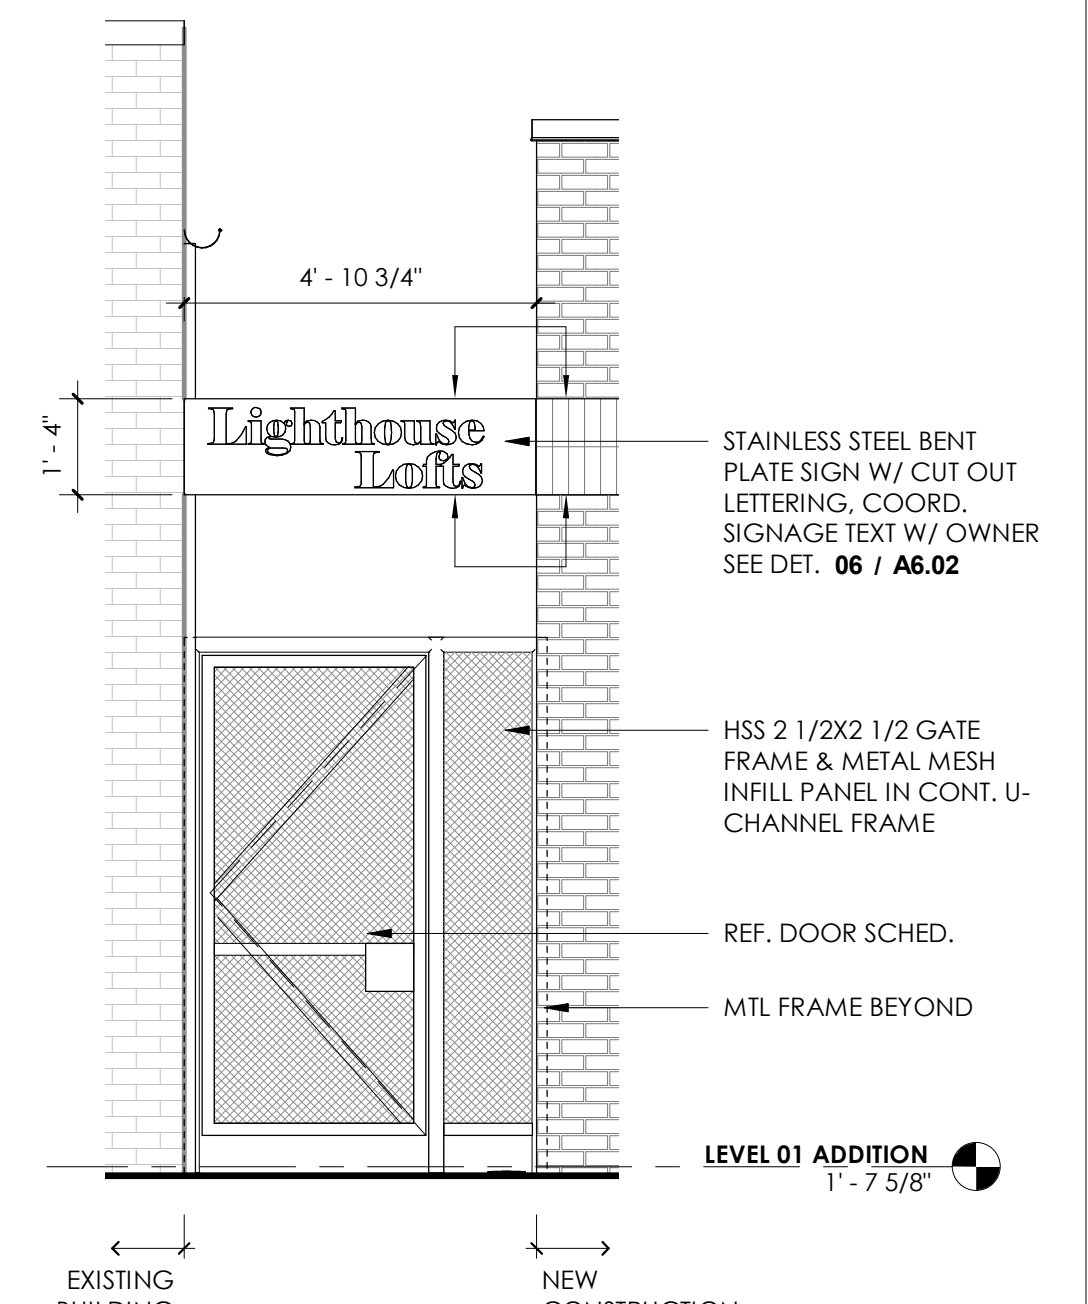 4' - 10 3/4"
1' - 4"
Lighthouse
Lofts
STAINLESS STEEL BENT
PLATE SIGN W/ CUT OUT
LETTERING, COORD.
SIGNAGE TEXT W/ OWNER
SEE DET. 06 / A6.02
HSS 2 1/2X2 1/2 GATE
FRAME & METAL MESH
INFILL PANEL IN CONT. U-
CHANNEL FRAME
REF. DOOR SCHED.
MTL FRAME BEYOND
LEVEL 01 ADDITION
1' - 7 5/8"
EXISTING
BUILDING
NEW
CONSTRUCTION